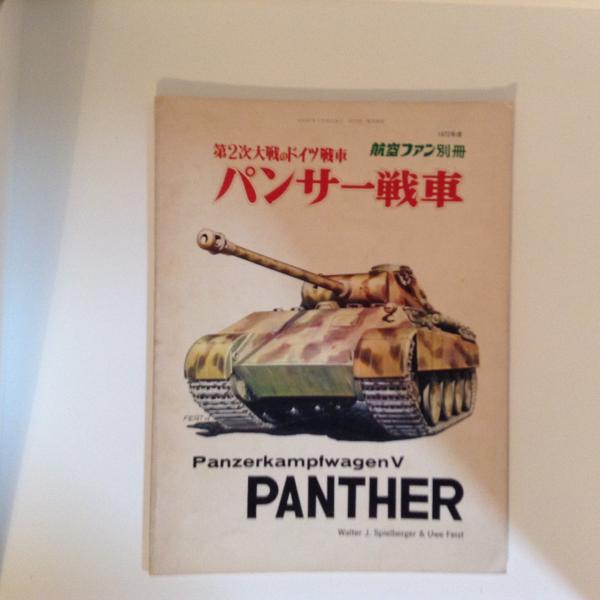 1972年度
航空ファン別冊
第2次大戦のドイツ戦車
パンサー戦車
FEIST
Panzerkampfwagen V
PANTHER
Walter J. Spielberger & Uwe Feist